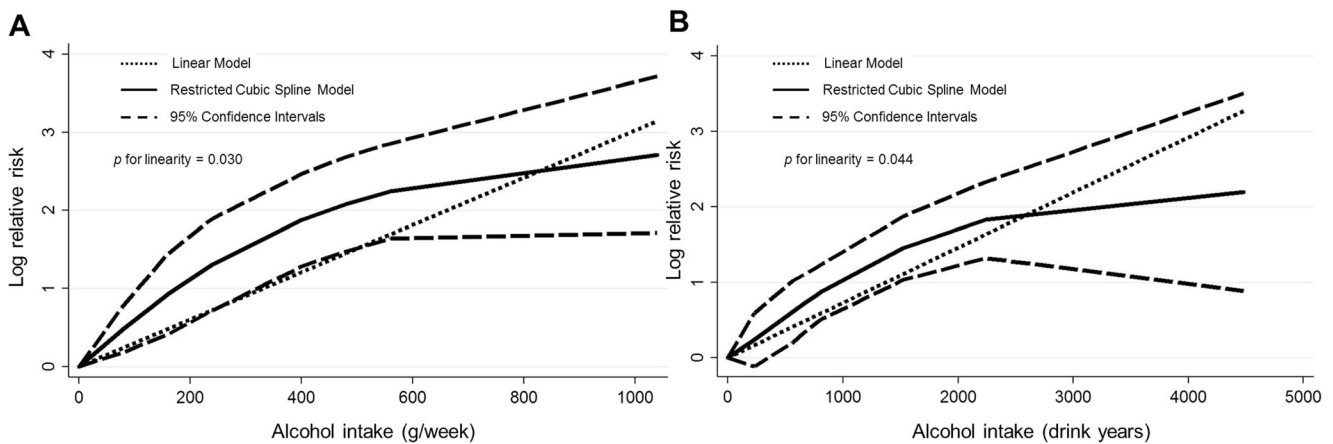 A
Log relative risk
4
3
2
1
0
Linear Model
Restricted Cubic Spline Model
95% Confidence Intervals
p for linearity = 0.030
0 200 400 600 800 1000
Alcohol intake (g/week)
B
Log relative risk
4
3
2
1
0
Linear Model
Restricted Cubic Spline Model
95% Confidence Intervals
p for linearity = 0.044
0 1000 2000 3000 4000 5000
Alcohol intake (drink years)